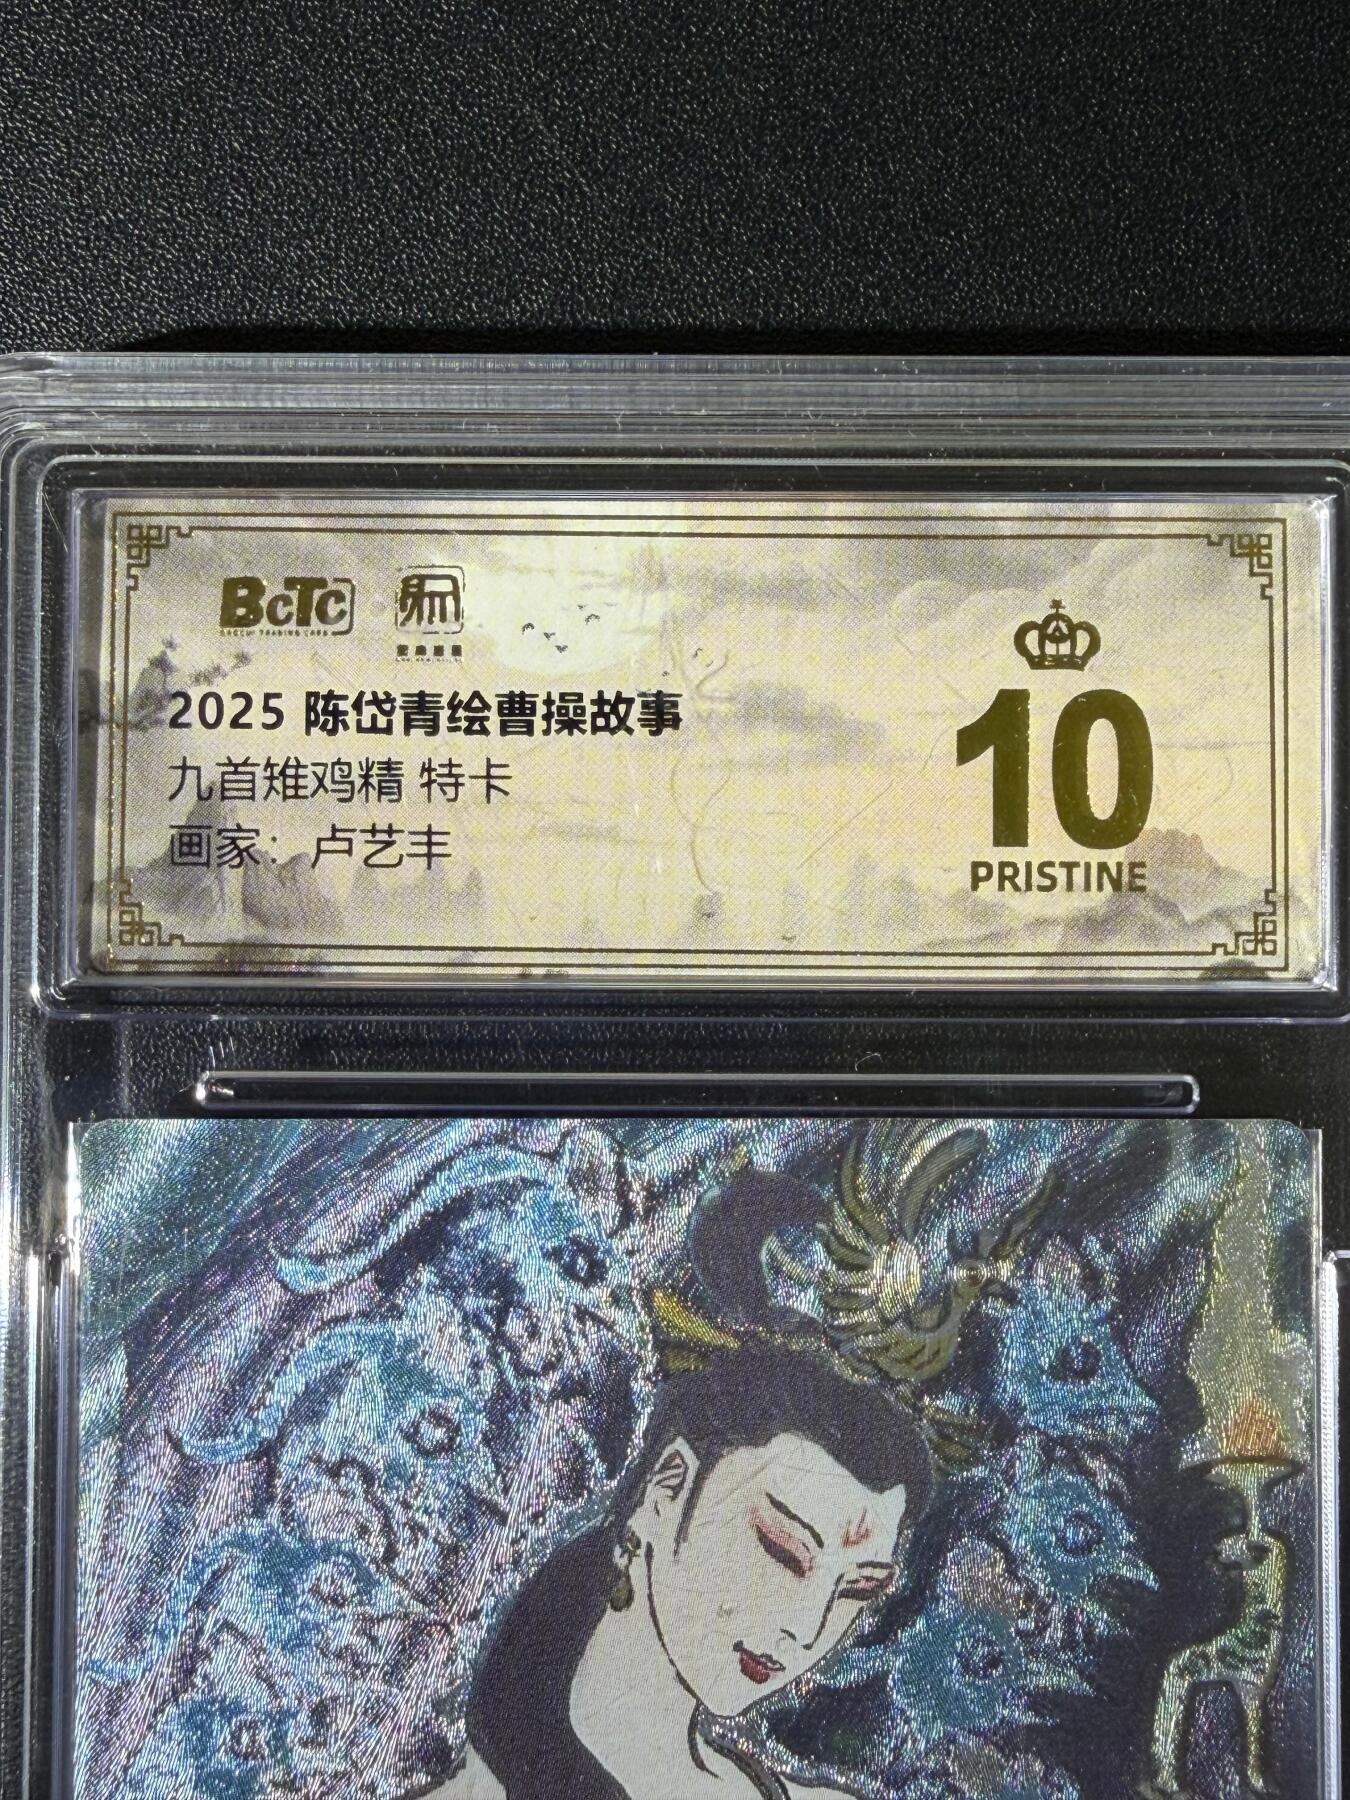 BCTC
2025 陈岱青绘曹操故事
九首雉鸡精 特卡
画家：卢艺丰
10
PRISTINE